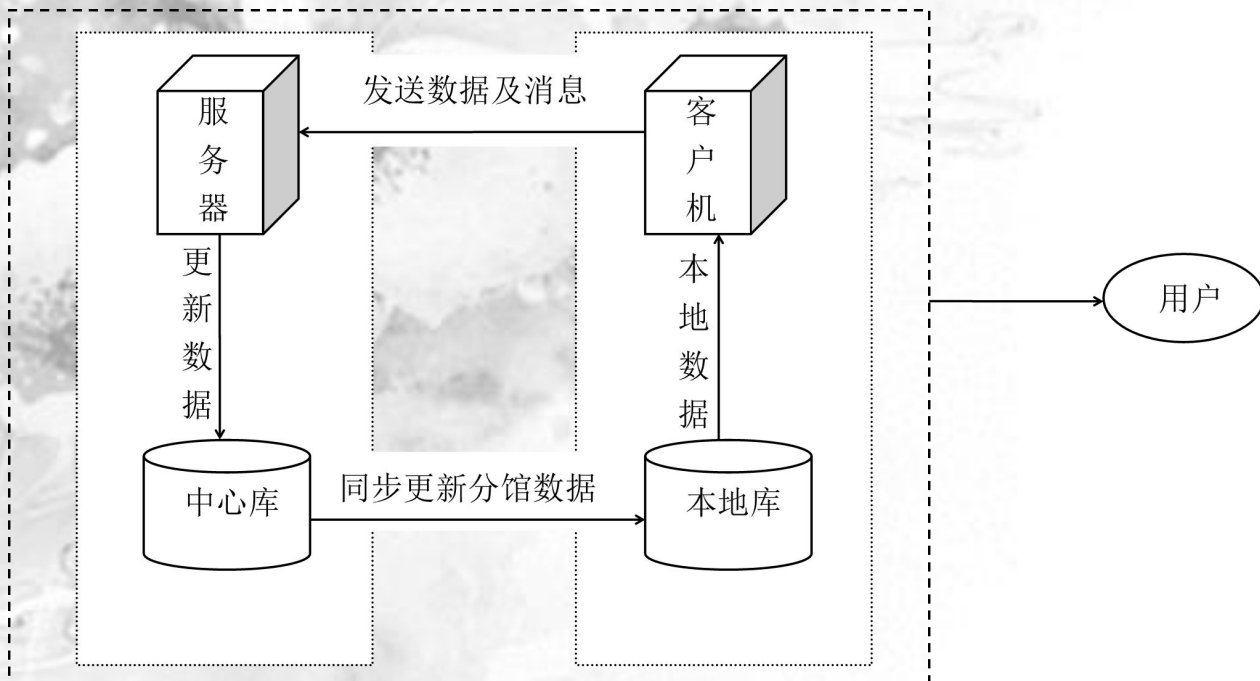 发送数据及消息
服务器
客户机
更新数据
本地数据
用户
中心库
同步更新分馆数据
本地库